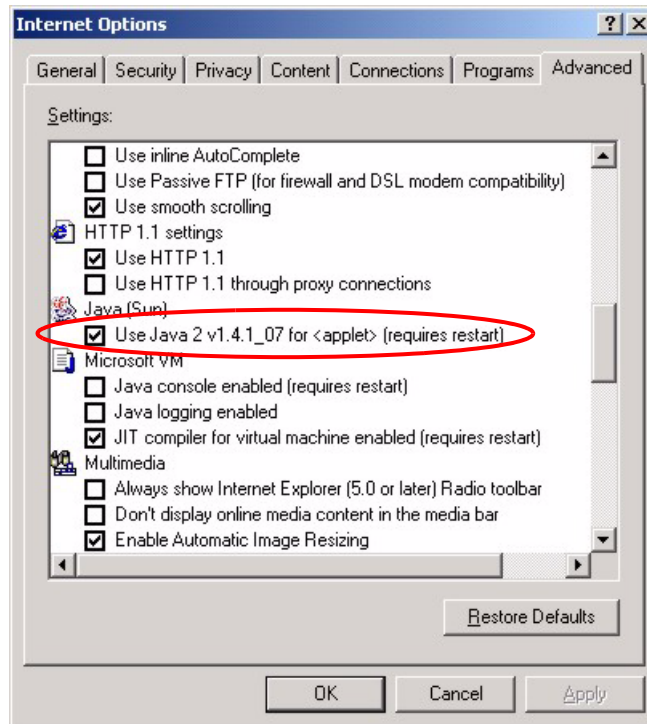 Internet Options
General Security Privacy Content Connections Programs Advanced
Settings:
Use inline AutoComplete
Use Passive FTP (for firewall and DSL modem compatibility)
Use smooth scrolling
HTTP 1.1 settings
Use HTTP 1.1
Use HTTP 1.1 through proxy connections
Java (Sun)
Use Java 2 v1.4.1_07 for <applet> (requires restart)
Microsoft VM
Java console enabled (requires restart)
Java logging enabled
JIT compiler for virtual machine enabled (requires restart)
Multimedia
Always show Internet Explorer (5.0 or later) Radio toolbar
Don't display online media content in the media bar
Enable Automatic Image Resizing
Restore Defaults
OK Cancel Apply